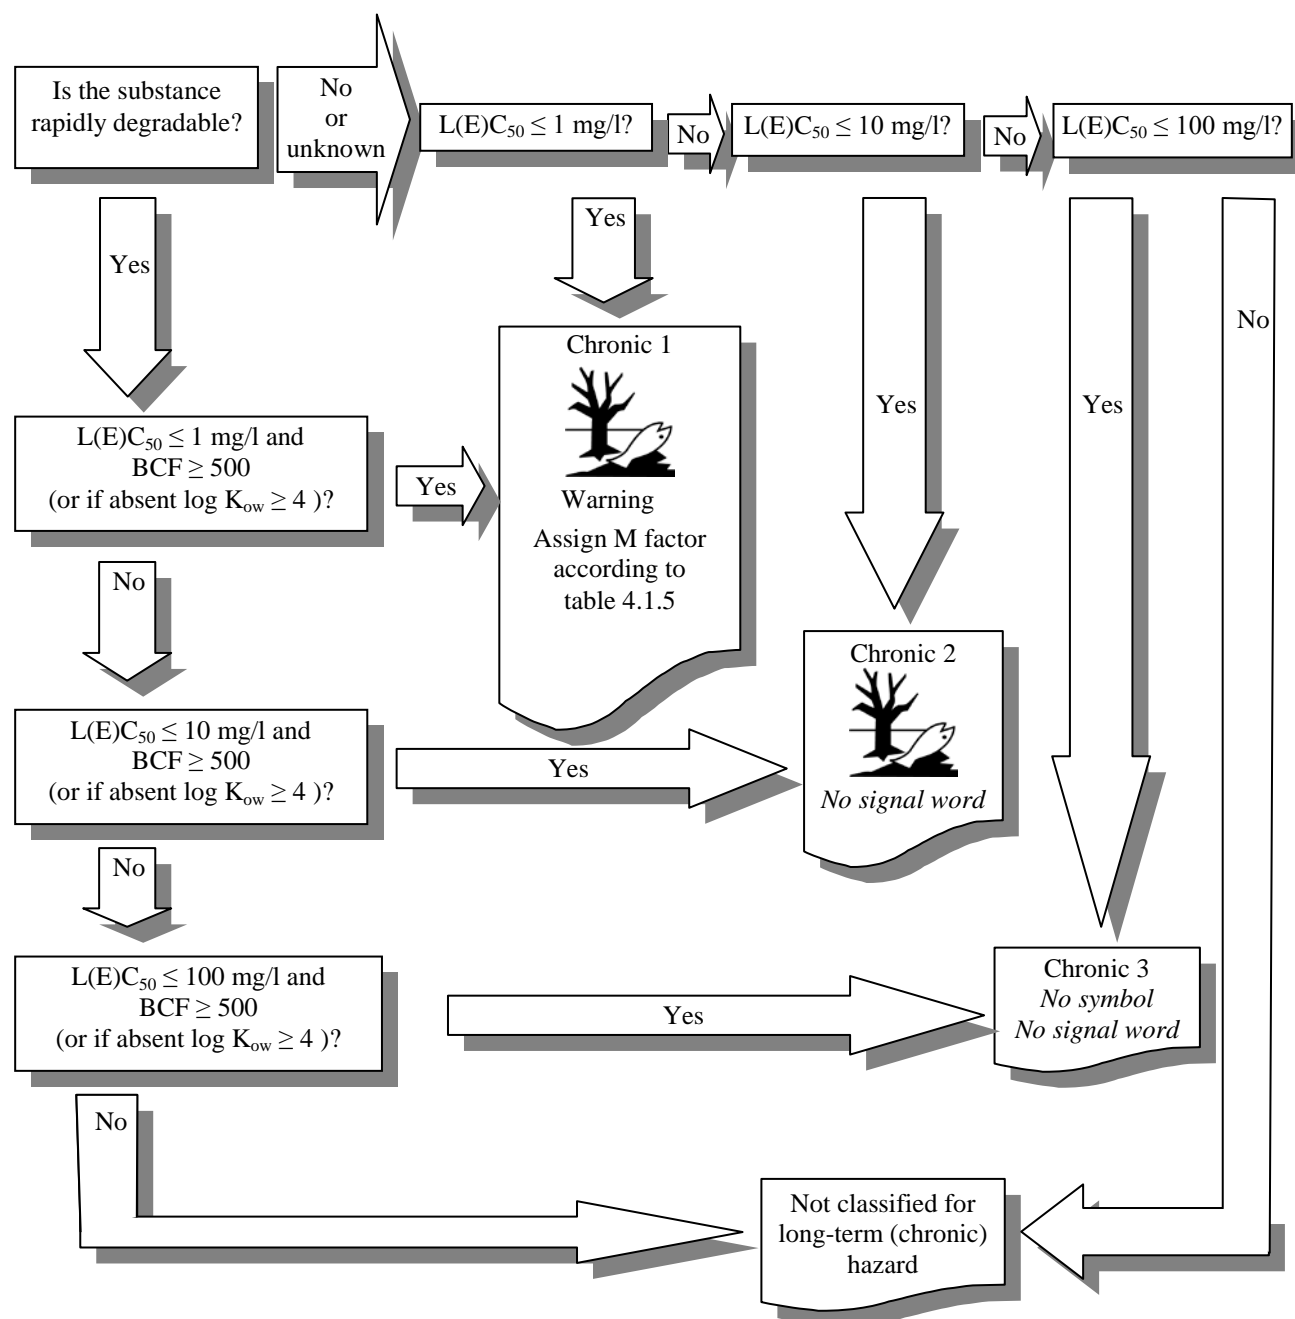 Is the substance
rapidly degradable?
No
or
unknown
L(E)C₅₀ ≤ 1 mg/l?
No
L(E)C₅₀ ≤ 10 mg/l?
No
L(E)C₅₀ ≤ 100 mg/l?
Yes
Yes
Yes
Yes
No
L(E)C₅₀ ≤ 1 mg/l and
BCF ≥ 500
(or if absent log Kₒw ≥ 4 )?
Yes
Chronic 1
Warning
Assign M factor
according to
table 4.1.5
No
L(E)C₅₀ ≤ 10 mg/l and
BCF ≥ 500
(or if absent log Kₒw ≥ 4 )?
Yes
Chronic 2
No signal word
No
L(E)C₅₀ ≤ 100 mg/l and
BCF ≥ 500
(or if absent log Kₒw ≥ 4 )?
Yes
Chronic 3
No symbol
No signal word
No
Not classified for
long-term (chronic)
hazard